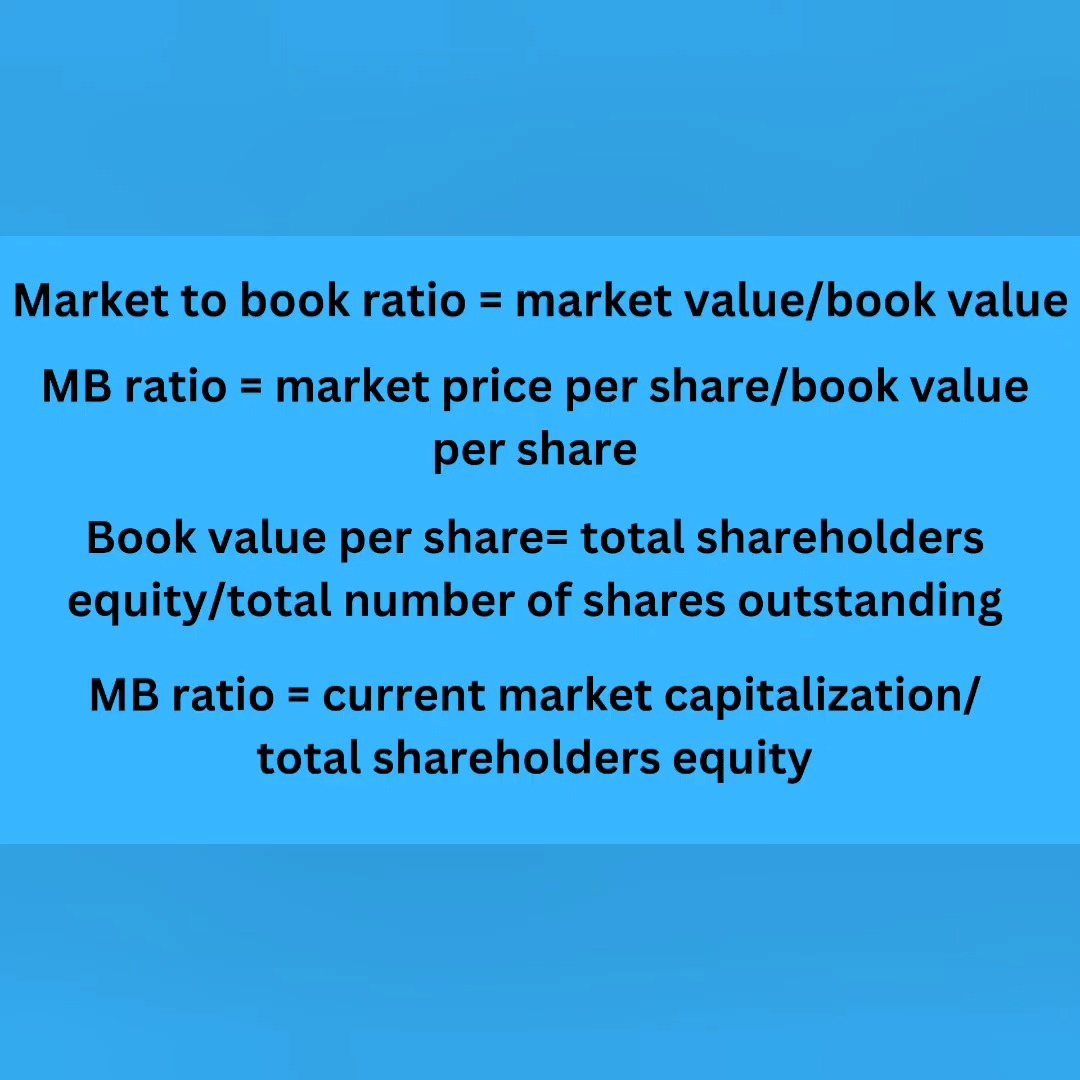 Market to book ratio = market value/book value
MB ratio = market price per share/book value
per share
Book value per share= total shareholders
equity/total number of shares outstanding
MB ratio = current market capitalization/
total shareholders equity